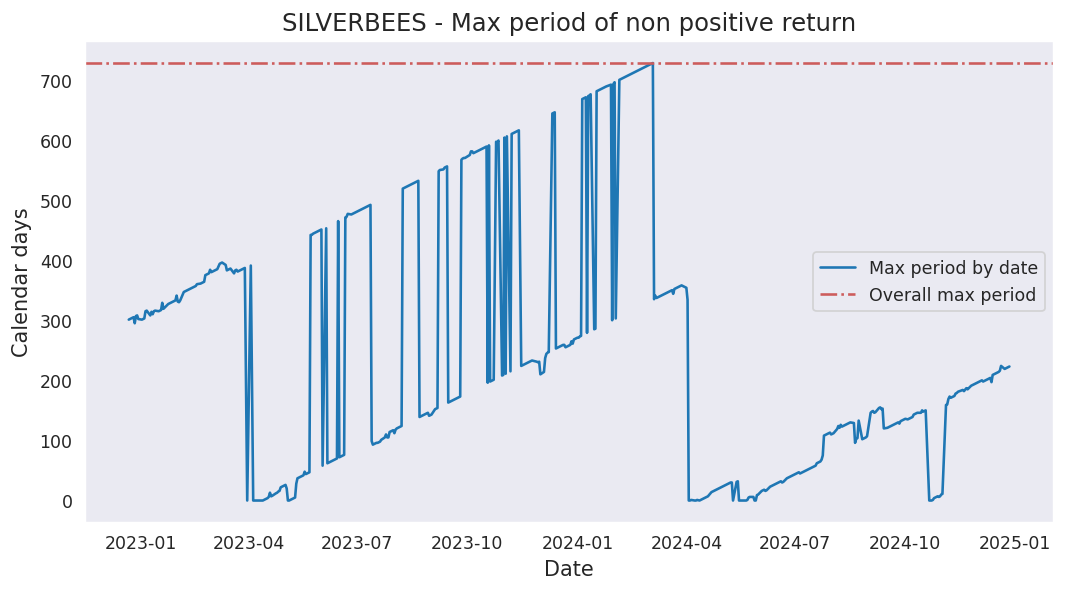 SILVERBEES - Max period of non positive return
Calendar days
700
600
500
400
300
200
100
0
Max period by date
Overall max period
2023-01 2023-04 2023-07 2023-10 2024-01 2024-04 2024-07 2024-10 2025-01
Date